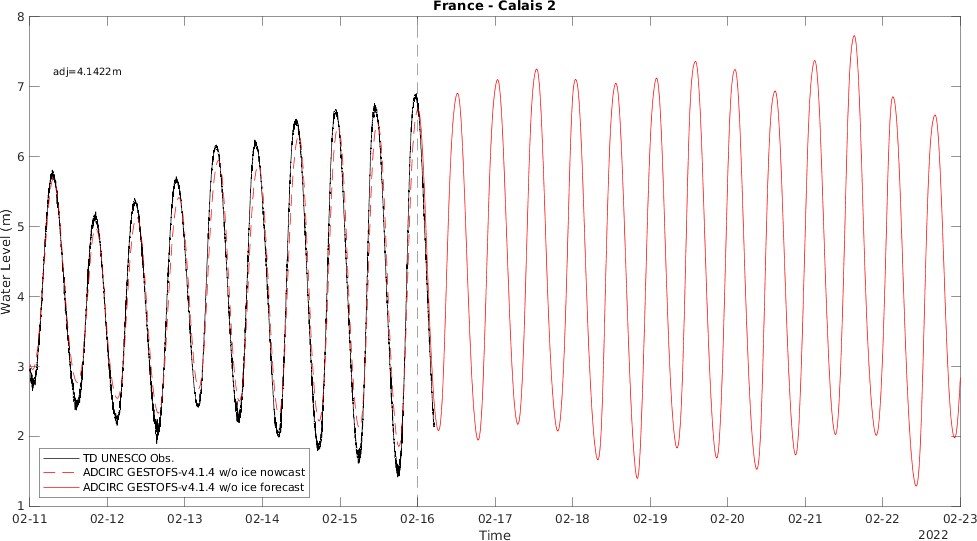 France - Calais 2
adj=4.1422m
8
7
6
5
4
3
2
1
Water Level (m)
TD UNESCO Obs.
ADCIRC GESTOFS-v4.1.4 w/o ice nowcast
ADCIRC GESTOFS-v4.1.4 w/o ice forecast
02-11 02-12 02-13 02-14 02-15 02-16 02-17 02-18 02-19 02-20 02-21 02-22 02-23
Time
2022